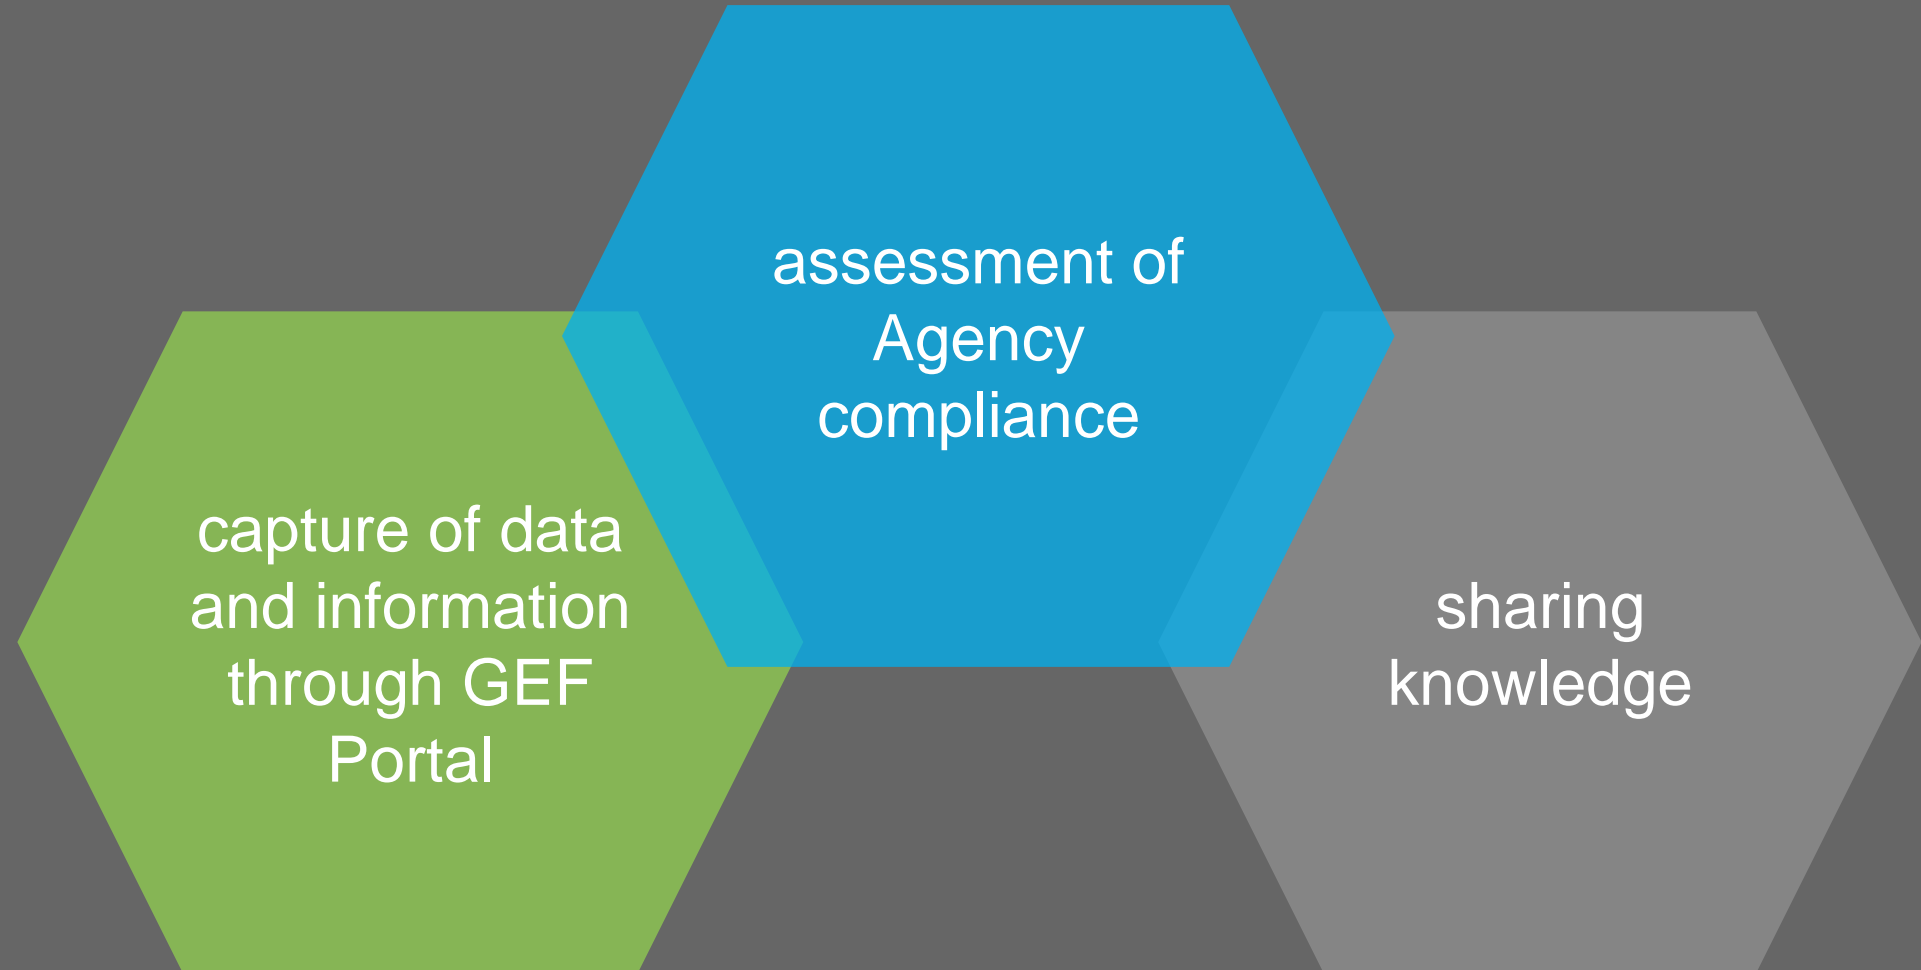 capture of data
and information
through GEF
Portal
assessment of
Agency
compliance
sharing
knowledge